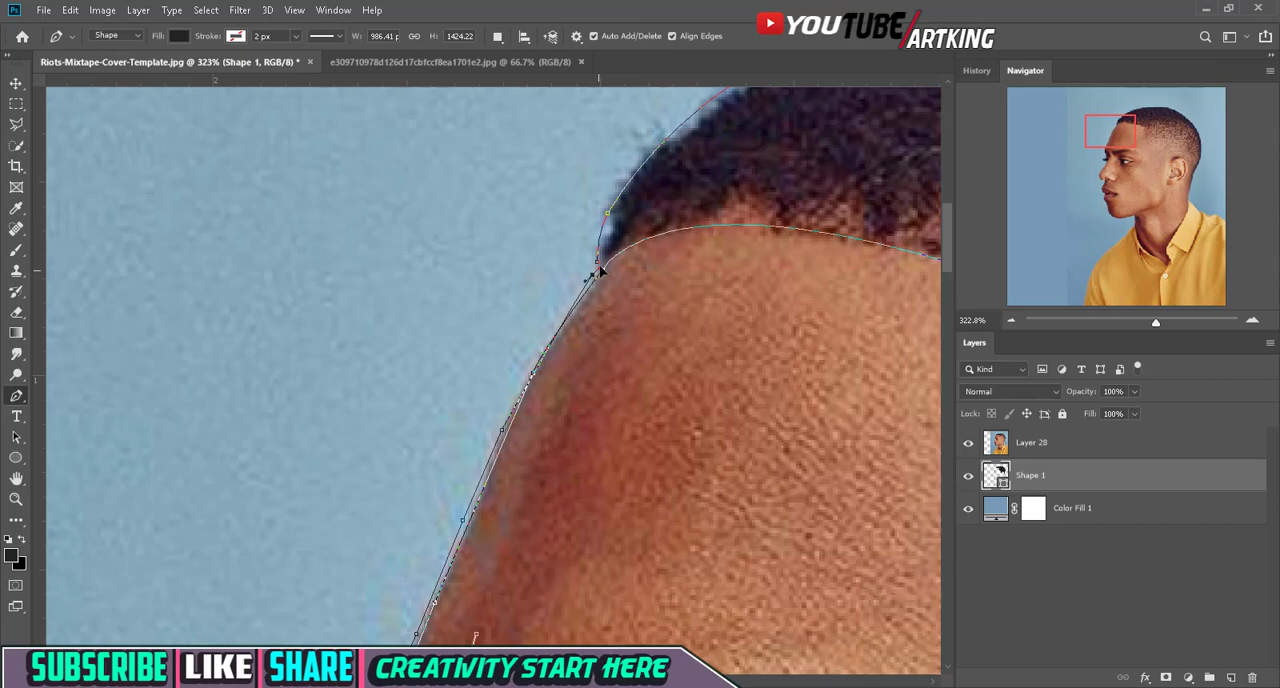 Ps File Edit Image Layer Type Select Filter 3D View Window Help
Shape Fill: Stroke: 2 px W: 986.41 p H: 1424.22 Auto Add/Delete Align Edges
YOUTUBE/ARTKING
Riots-Mixtape-Cover-Template.jpg @ 323% (Shape 1, RGB/8) * × e309710978d126d17cbfccf8ea1701e2.jpg @ 66.7% (RGB/8) ×
History Navigator
2
1
322.8%
Layers
Kind
Normal Opacity: 100%
Lock: Fill: 100%
Layer 28
Shape 1
Color Fill 1
SUBSCRIBE LIKE SHARE CREATIVITY START HERE